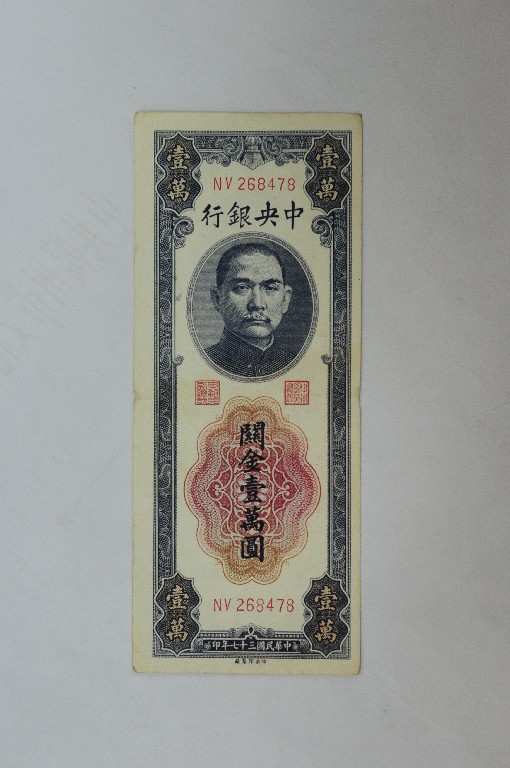 壹萬
壹萬
NV 268478
中央銀行
關金壹萬圓
NV 268478
壹萬
壹萬
中華民國三十七年印